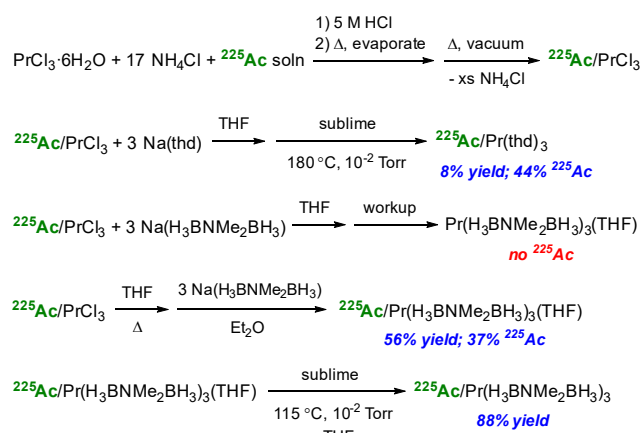 1) 5 M HCl
2) Δ, evaporate
Δ, vacuum
PrCl₃·6H₂O + 17 NH₄Cl + ²²⁵Ac soln
- xs NH₄Cl
²²⁵Ac/PrCl₃
²²⁵Ac/PrCl₃ + 3 Na(thd)
THF
sublime
180 °C, 10⁻² Torr
²²⁵Ac/Pr(thd)₃
8% yield; 44% ²²⁵Ac
²²⁵Ac/PrCl₃ + 3 Na(H₃BNMe₂BH₃)
THF
workup
Pr(H₃BNMe₂BH₃)₃(THF)
no ²²⁵Ac
²²⁵Ac/PrCl₃
THF
Δ
3 Na(H₃BNMe₂BH₃)
Et₂O
²²⁵Ac/Pr(H₃BNMe₂BH₃)₃(THF)
56% yield; 37% ²²⁵Ac
²²⁵Ac/Pr(H₃BNMe₂BH₃)₃(THF)
sublime
115 °C, 10⁻² Torr
²²⁵Ac/Pr(H₃BNMe₂BH₃)₃
88% yield